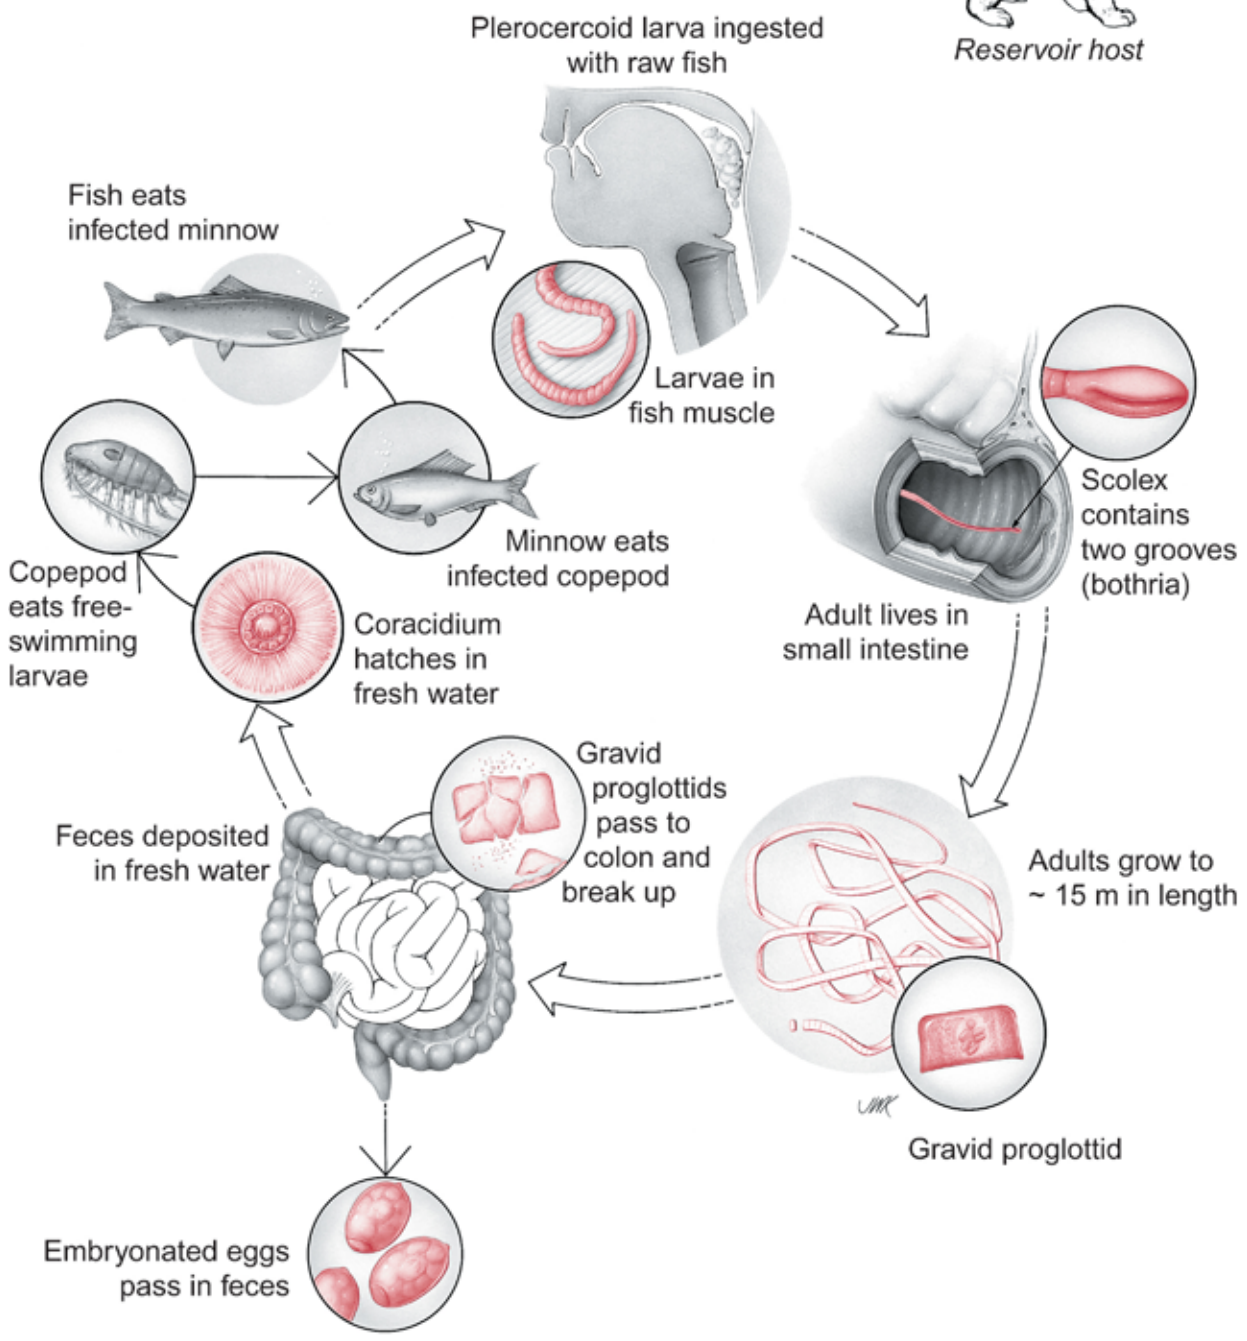 Plerocercoid larva ingested
with raw fish
Reservoir host
Fish eats
infected minnow
Larvae in
fish muscle
Scolex
contains
two grooves
(bothria)
Minnow eats
infected copepod
Copepod
eats free-
swimming
larvae
Coracidium
hatches in
fresh water
Adult lives in
small intestine
Gravid
proglottids
pass to
colon and
break up
Feces deposited
in fresh water
Adults grow to
~ 15 m in length
Gravid proglottid
Embryonated eggs
pass in feces